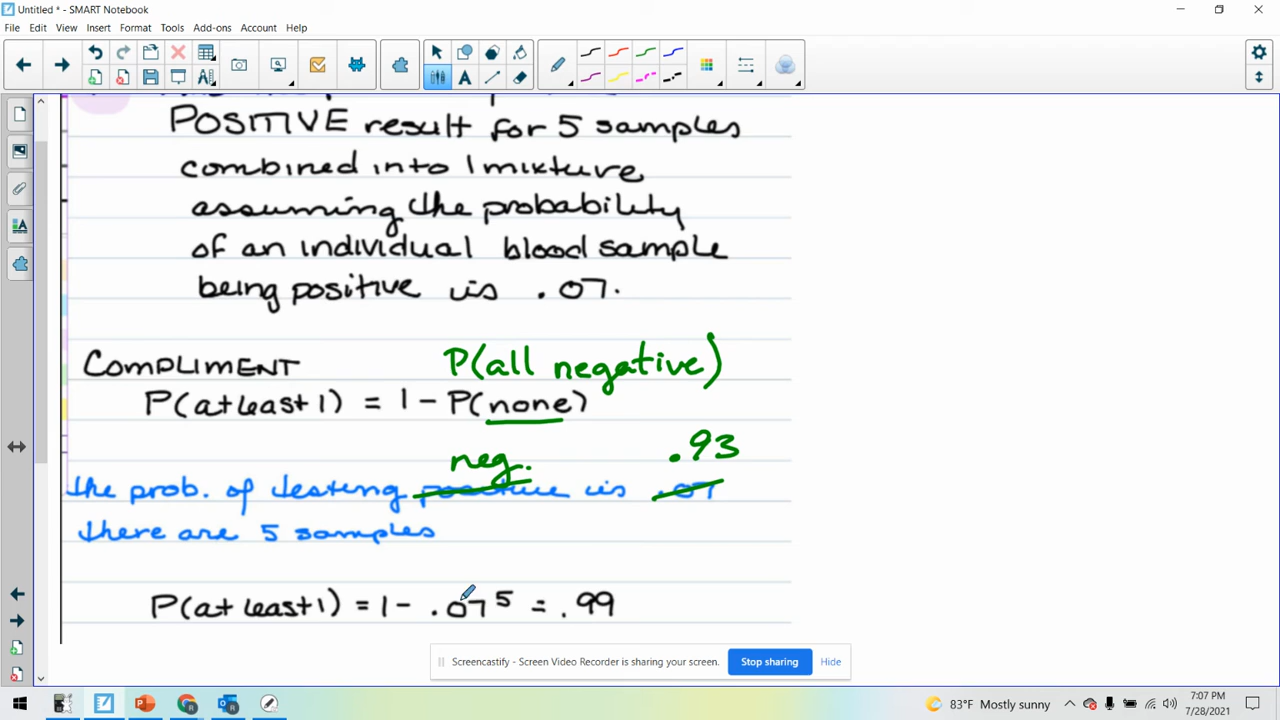 Untitled * - SMART Notebook
File Edit View Insert Format Tools Add-ons Account Help
POSITIVE result for 5 samples
combined into 1 mixture
assuming the probability
of an individual blood sample
being positive is .07.
COMPLIMENT P(all negative)
P(at least 1) = 1 - P(none)
neg. .93
the prob. of testing positive is .07
there are 5 samples
P(at least 1) = 1 - .07⁵ = .99
Screencastify - Screen Video Recorder is sharing your screen. Stop sharing Hide
83°F Mostly sunny
7:07 PM
7/28/2021